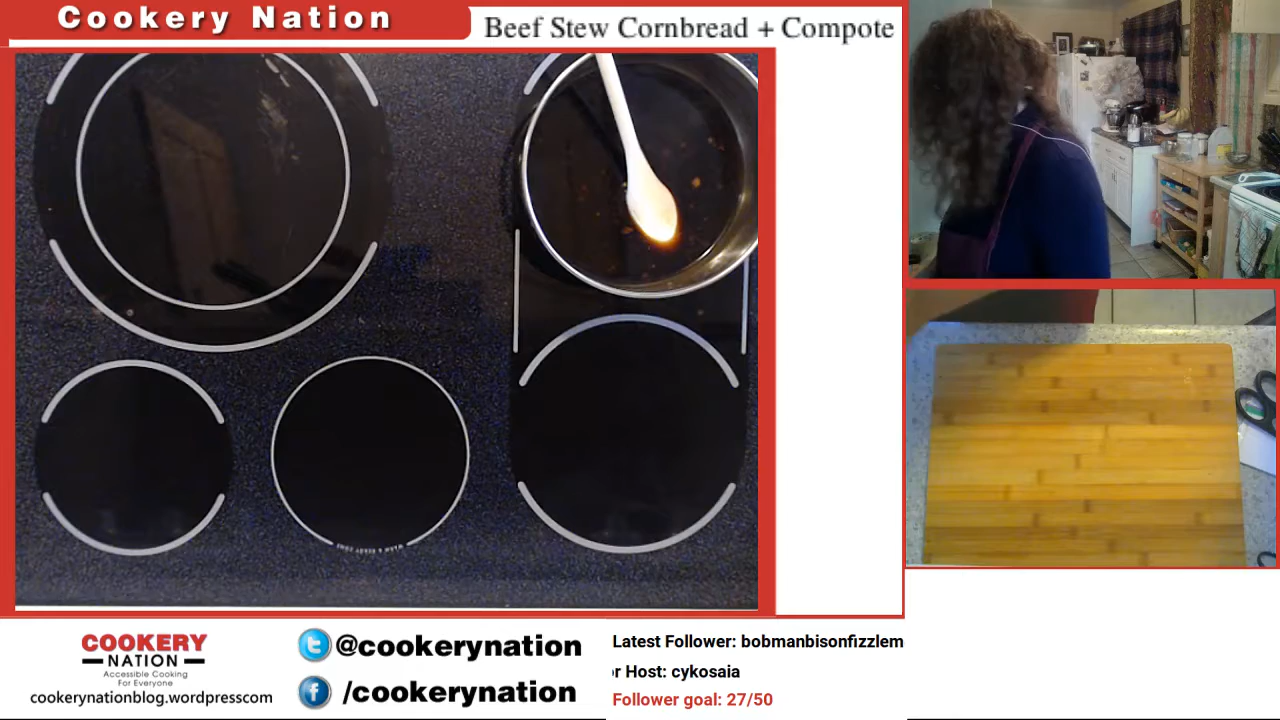 Cookery Nation
Beef Stew Cornbread + Compote
COOKERY
NATION
Accessible Cooking
For Everyone
cookerynationblog.wordpresscom
@cookerynation
/cookerynation
Latest Follower: bobmanbisonfizzlem
r Host: cykosaia
Follower goal: 27/50